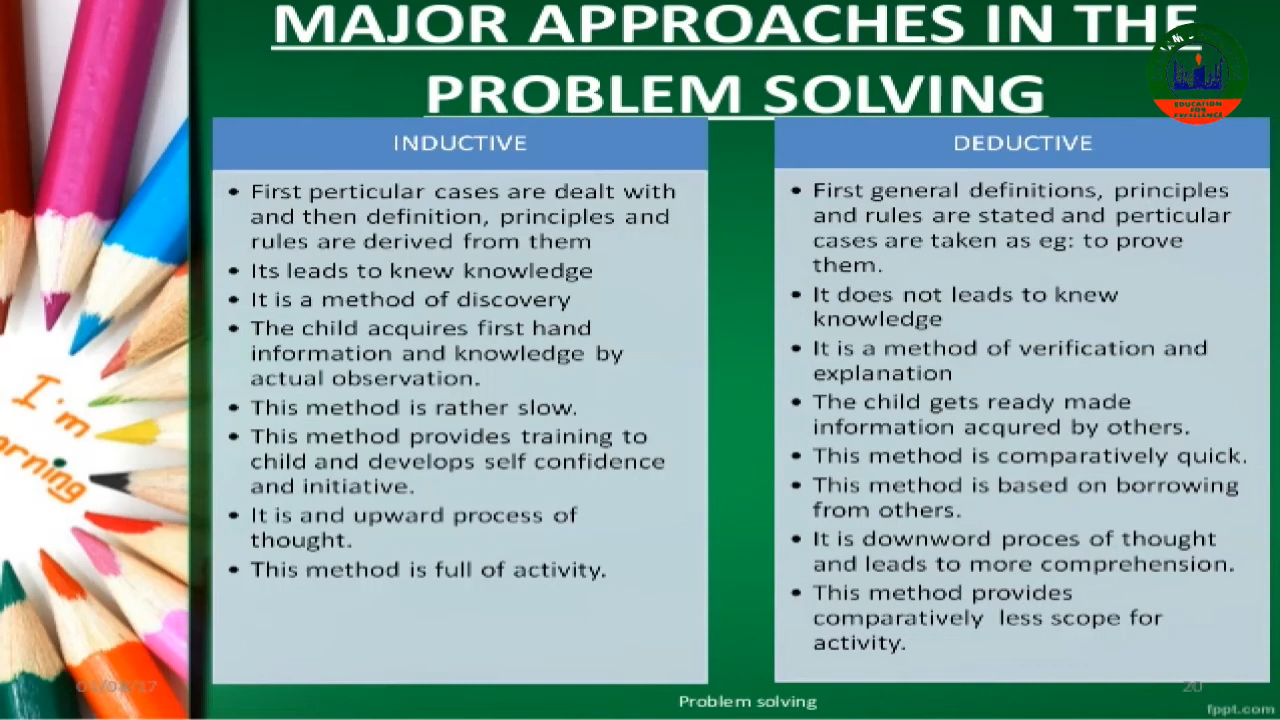 MAJOR APPROACHES IN THE
PROBLEM SOLVING
EDUCATION
FOR
EXCELLANCE
INDUCTIVE
• First perticular cases are dealt with
and then definition, principles and
rules are derived from them
• Its leads to knew knowledge
• It is a method of discovery
• The child acquires first hand
information and knowledge by
actual observation.
• This method is rather slow.
• This method provides training to
child and develops self confidence
and initiative.
• It is and upward process of
thought.
• This method is full of activity.
DEDUCTIVE
• First general definitions, principles
and rules are stated and perticular
cases are taken as eg: to prove
them.
• It does not leads to knew
knowledge
• It is a method of verification and
explanation
• The child gets ready made
information acqured by others.
• This method is comparatively quick.
• This method is based on borrowing
from others.
• It is downword proces of thought
and leads to more comprehension.
• This method provides
comparatively less scope for
activity.
I'm
Problem solving
20
fppt.com